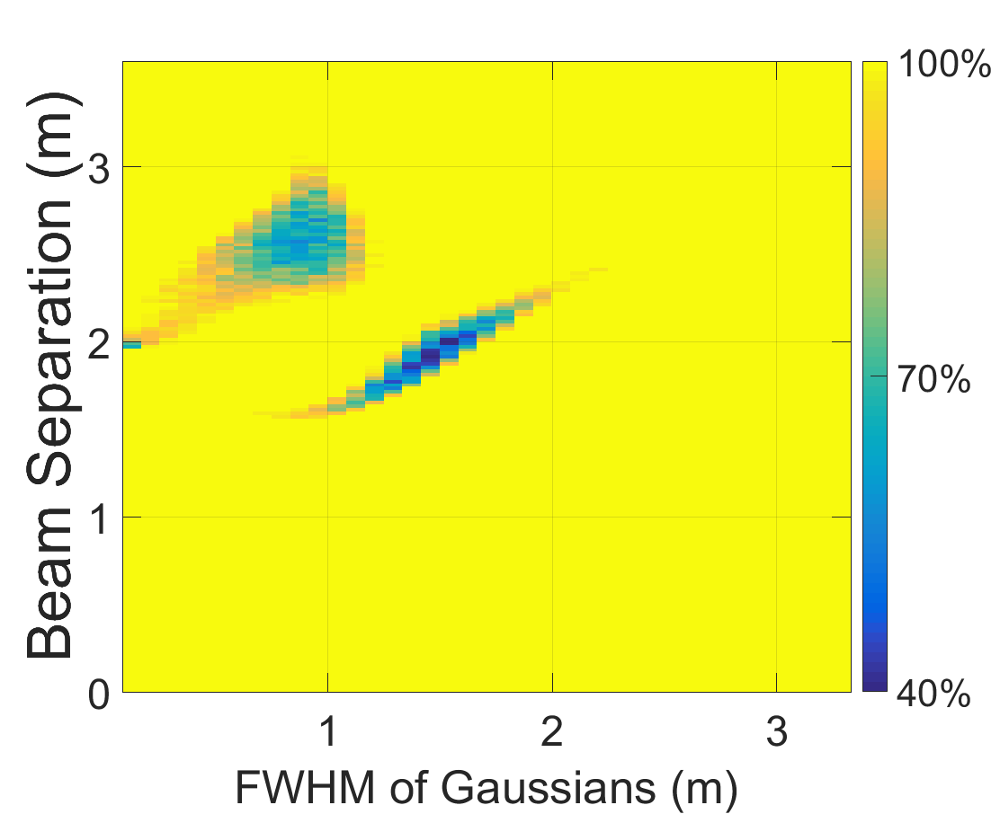 Beam Separation (m)
3
2
1
0
1 2 3
FWHM of Gaussians (m)
100%
70%
40%